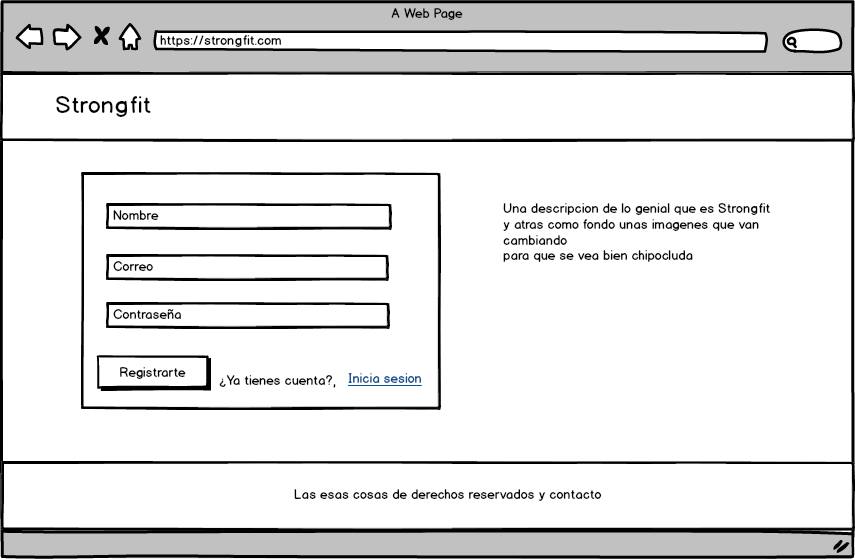 A Web Page
https://strongfit.com
Strongfit
Nombre
Correo
Contraseña
Registrarte
¿Ya tienes cuenta?, Inicia sesion
Una descripcion de lo genial que es Strongfit
y atras como fondo unas imagenes que van
cambiando
para que se vea bien chipocluda
Las esas cosas de derechos reservados y contacto